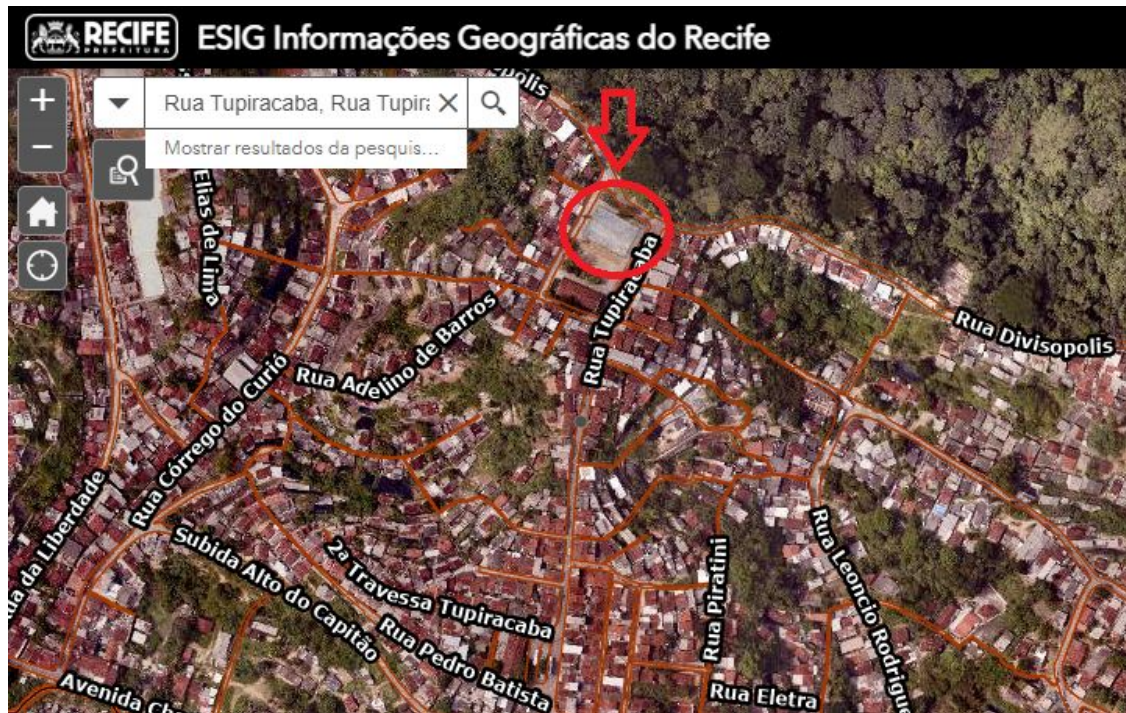 RECIFE
PREFEITURA
ESIG Informações Geográficas do Recife
+
Rua Tupiracaba, Rua Tupira
Mostrar resultados da pesquis...
−
Elias de Lima
Rua Tupiracaba
Rua Adelino de Barros
Rua Divisopolis
Rua Córrego do Curió
Rua da Liberdade
Subida Alto do Capitão
2ª Travessa Tupiracaba
Rua Pedro Batista
Rua Piratini
Rua Leoncio Rodrigue
Rua Eletra
Avenida Ch